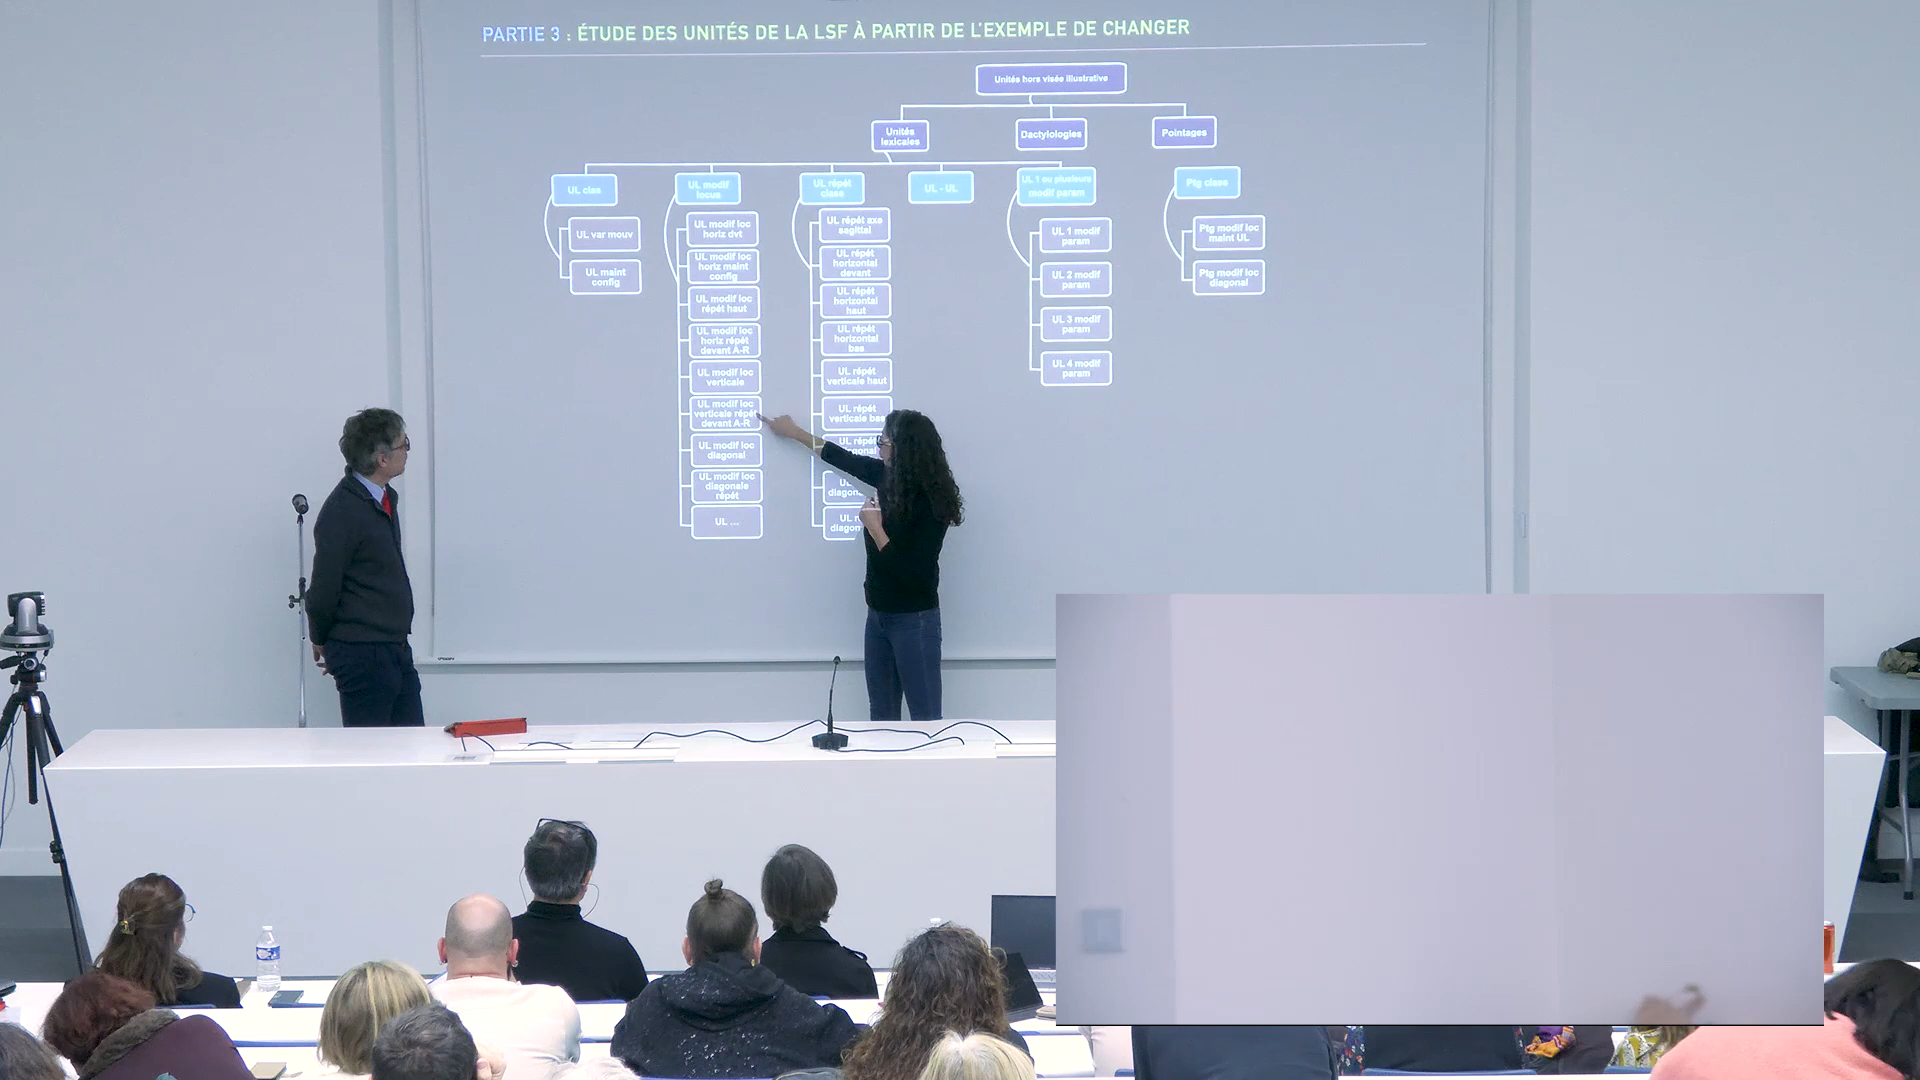 PARTIE 3 : ÉTUDE DES UNITÉS DE LA LSF À PARTIR DE L'EXEMPLE DE CHANGER
Unités hors visée illustrative
Unités
lexicales
Dactylologies
Pointages
UL clas
UL var mouv
UL maint
config
UL modif
locus
UL modif loc
horiz dvt
UL modif loc
horiz maint
config
UL modif loc
répét haut
UL modif loc
horiz répét
devant A-R
UL modif loc
verticale
UL modif loc
verticale répét
devant A-R
UL modif loc
diagonal
UL modif loc
diagonale
répét
UL ...
UL répét
class
UL répét axe
sagittal
UL répét
horizontal
devant
UL répét
horizontal
haut
UL répét
horizontal
bas
UL répét
verticale haut
UL répét
verticale bas
UL répét
UL - UL
UL 1 ou plusieurs
modif param
UL 1 modif
param
UL 2 modif
param
UL 3 modif
param
UL 4 modif
param
Ptg class
Ptg modif loc
maint UL
Ptg modif loc
diagonal